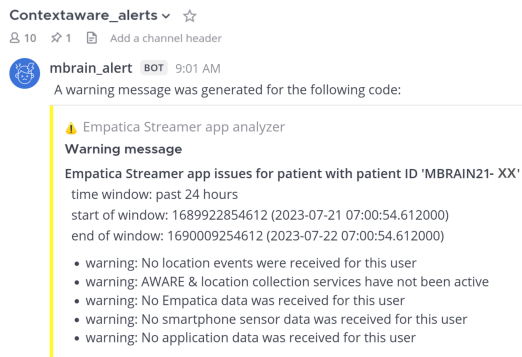 Contextaware_alerts
10 1 Add a channel header
mbrain_alert BOT 9:01 AM
A warning message was generated for the following code:
Empatica Streamer app analyzer
Warning message
Empatica Streamer app issues for patient with patient ID 'MBRAIN21- XX'
time window: past 24 hours
start of window: 1689922854612 (2023-07-21 07:00:54.612000)
end of window: 1690009254612 (2023-07-22 07:00:54.612000)
• warning: No location events were received for this user
• warning: AWARE & location collection services have not been active
• warning: No Empatica data was received for this user
• warning: No smartphone sensor data was received for this user
• warning: No application data was received for this user